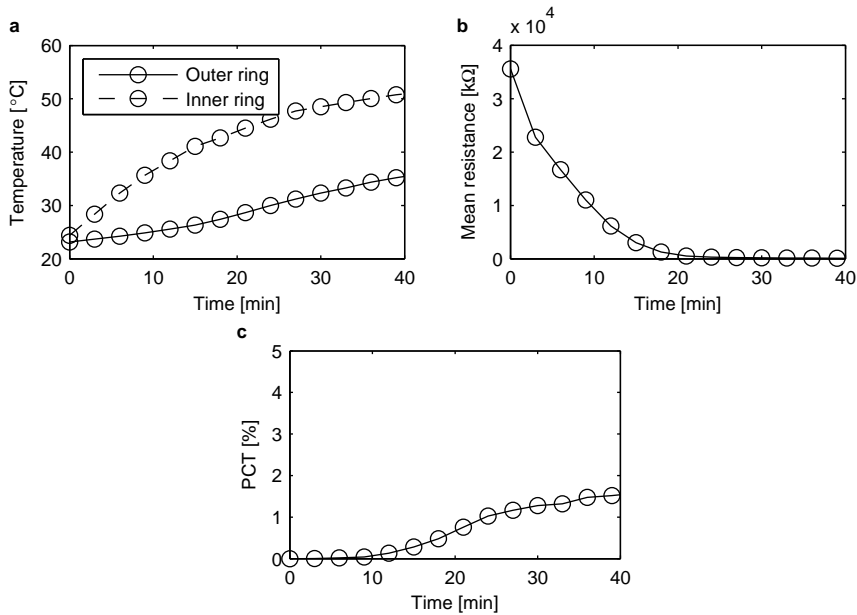 a
60
50
40
30
20
Temperature [°C]
Outer ring
Inner ring
0 10 20 30 40
Time [min]
b
x 10^4
4
3
2
1
0
Mean resistance [kΩ]
0 10 20 30 40
Time [min]
c
5
4
3
2
1
0
PCT [%]
0 10 20 30 40
Time [min]